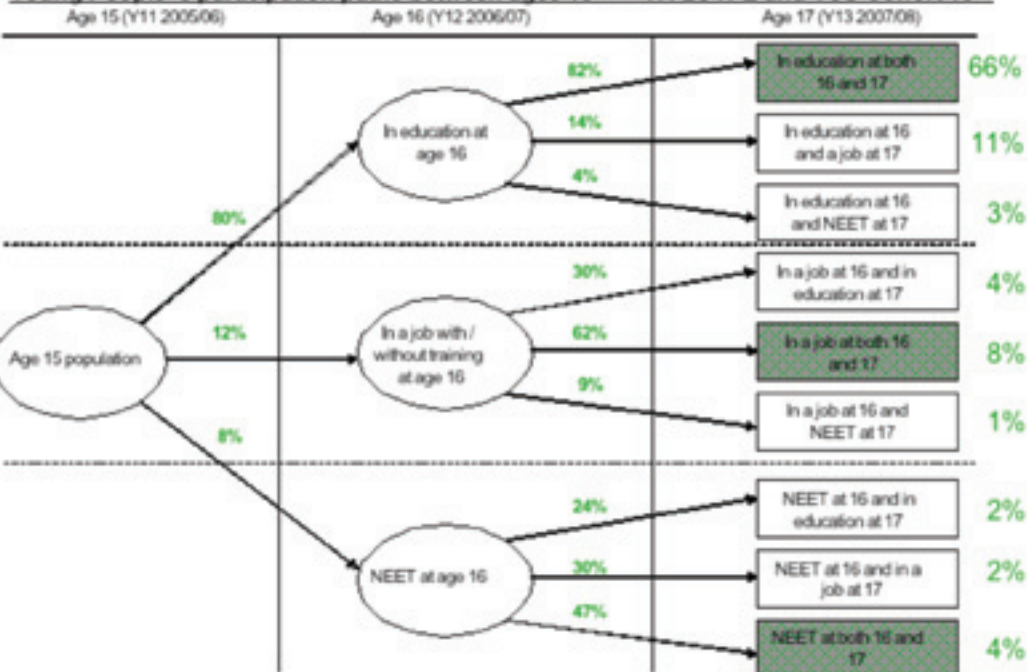 Age 15 (Y11 2005/06)
Age 16 (Y12 2006/07)
Age 17 (Y13 2007/08)
82%
In education at both
16 and 17
66%
In education at
age 16
14%
In education at 16
and a job at 17
11%
4%
In education at 16
and NEET at 17
3%
80%
30%
In a job at 16 and in
education at 17
4%
Age 15 population
12%
In a job with /
without training
at age 16
62%
In a job at both 16
and 17
8%
9%
In a job at 16 and
NEET at 17
1%
8%
24%
NEET at 16 and in
education at 17
2%
NEET at age 16
30%
NEET at 16 and in a
job at 17
2%
47%
NEET at both 16 and
17
4%